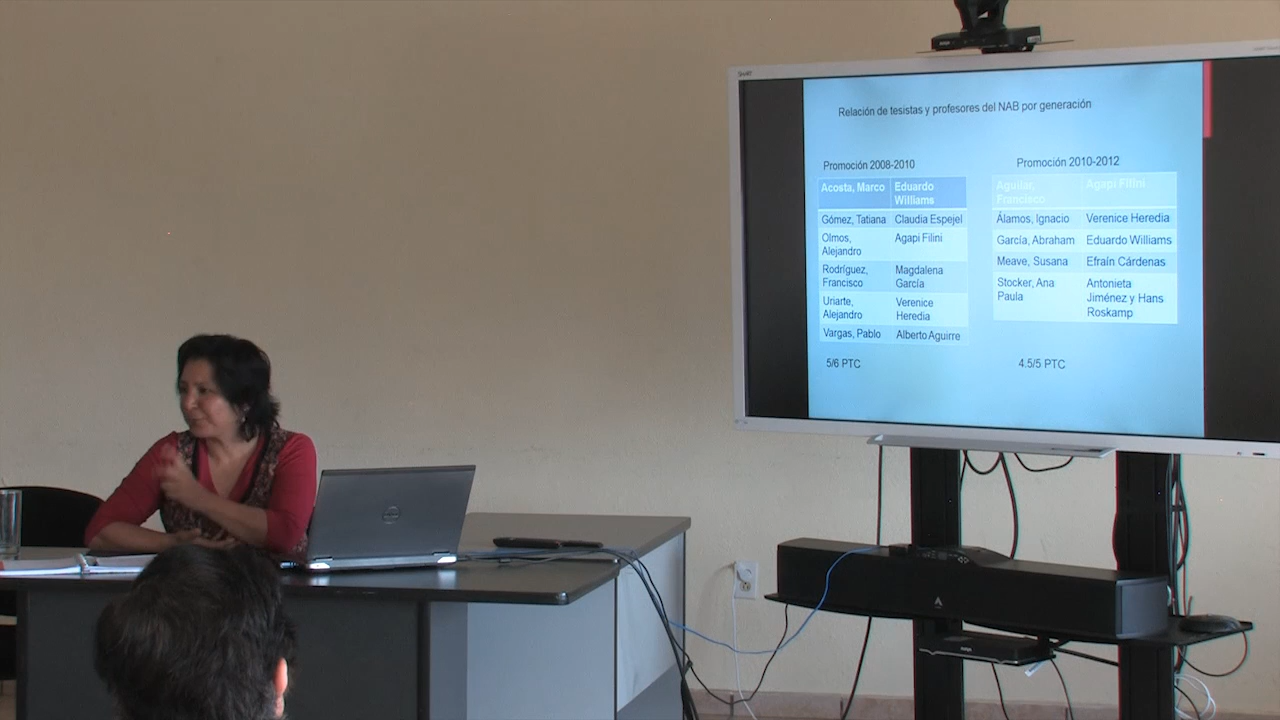 SMART
Relación de tesistas y profesores del NAB por generación
Promoción 2008-2010
Acosta, Marco Eduardo
Williams
Gómez, Tatiana Claudia Espejel
Olmos, Agapi Filini
Alejandro
Rodríguez, Magdalena
Francisco García
Uriarte, Verenice
Alejandro Heredia
Vargas, Pablo Alberto Aguirre
5/6 PTC
Promoción 2010-2012
Aguilar, Agapi Filini
Francisco
Álamos, Ignacio Verenice Heredia
García, Abraham Eduardo Williams
Meave, Susana Efraín Cárdenas
Stocker, Ana Antonieta
Paula Jiménez y Hans
Roskamp
4.5/5 PTC